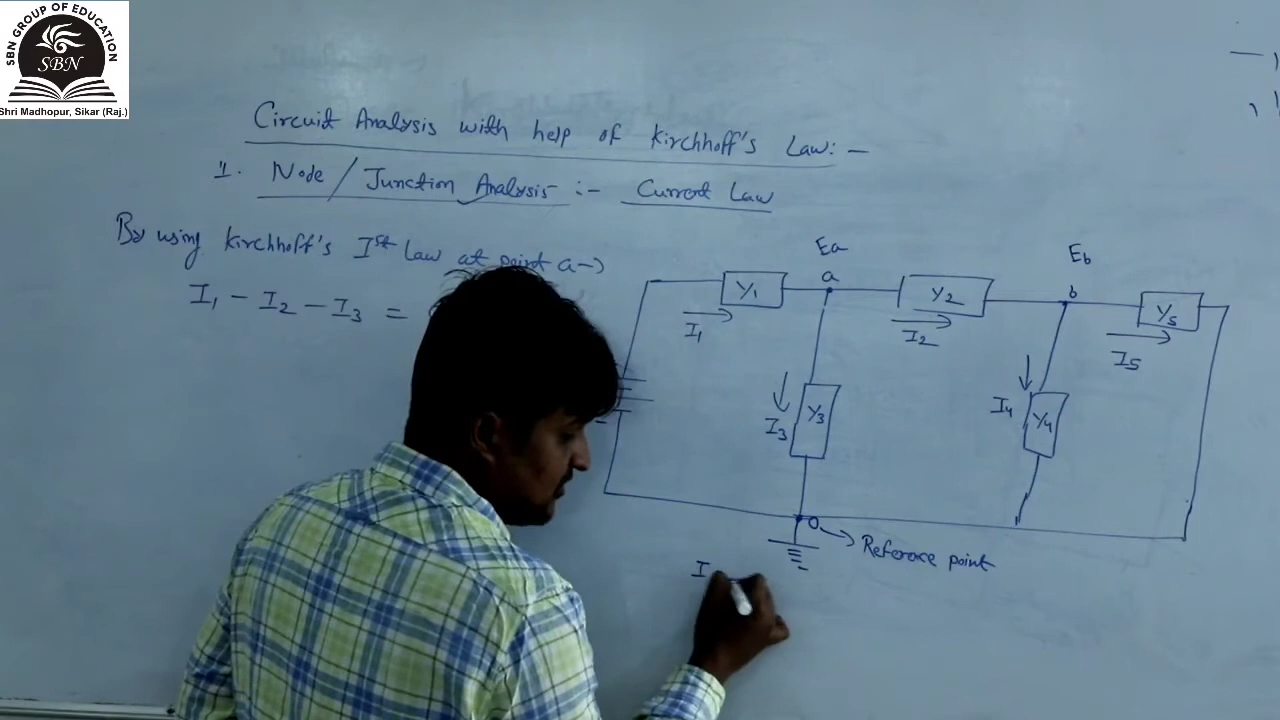 SBN GROUP OF EDUCATION
SBN
Shri Madhopur, Sikar (Raj.)
Circuit Analysis with help of Kirchhoff's Law:-
1. Node / Junction Analysis :- Current Law
By using Kirchhoff's Ist Law at point a→
I1 - I2 - I3 =
Ea
Eb
a
b
Y1
Y2
Y5
I1
I2
I5
I3
Y3
I4
Y4
0 → Reference point
I